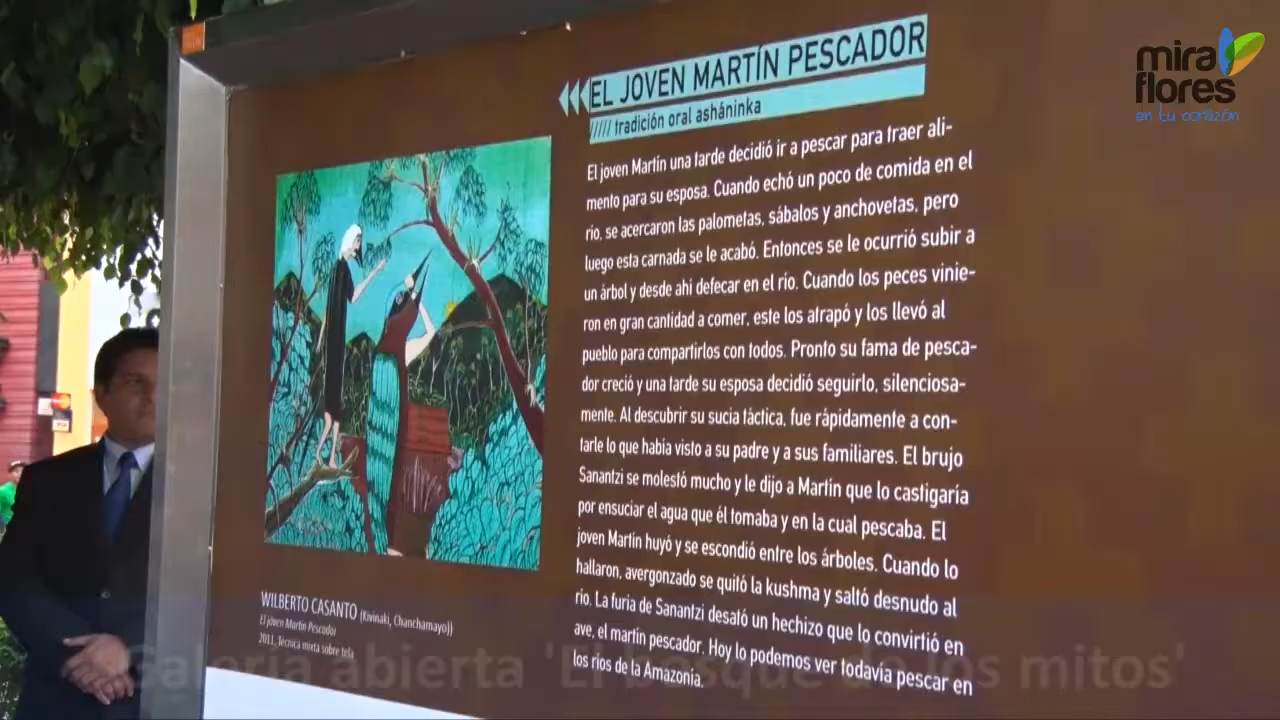 mira
flores
en tu corazón
EL JOVEN MARTÍN PESCADOR
///// tradición oral asháninka
El joven Martín una tarde decidió ir a pescar para traer ali-
mento para su esposa. Cuando echó un poco de comida en el
río, se acercaron las palometas, sábalos y anchovetas, pero
luego esta carnada se le acabó. Entonces se le ocurrió subir a
un árbol y desde ahí defecar en el río. Cuando los peces vinie-
ron en gran cantidad a comer, este los atrapó y los llevó al
pueblo para compartirlos con todos. Pronto su fama de pesca-
dor creció y una tarde su esposa decidió seguirlo, silenciosa-
mente. Al descubrir su sucia táctica, fue rápidamente a con-
tarle lo que había visto a su padre y a sus familiares. El brujo
Sanantzi se molestó mucho y le dijo a Martín que lo castigaría
por ensuciar el agua que él tomaba y en la cual pescaba. El
joven Martín huyó y se escondió entre los árboles. Cuando lo
hallaron, avergonzado se quitó la kushma y saltó desnudo al
río. La furia de Sanantzi desató un hechizo que lo convirtió en
ave, el martín pescador. Hoy lo podemos ver todavía pescar en
los ríos de la Amazonia.
WILBERTO CASANTO (Kivinaki, Chanchamayo))
El joven Martín Pescador
2011, Técnica mixta sobre tela
Galería abierta 'El bosque de los mitos'